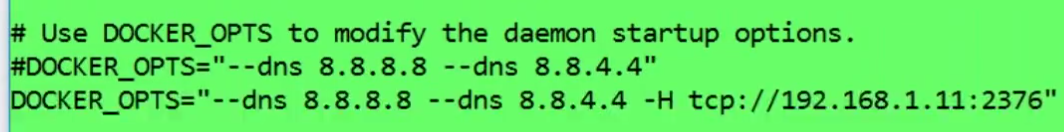 # Use DOCKER_OPTS to modify the daemon startup options.
#DOCKER_OPTS="--dns 8.8.8.8 --dns 8.8.4.4"
DOCKER_OPTS="--dns 8.8.8.8 --dns 8.8.4.4 -H tcp://192.168.1.11:2376"